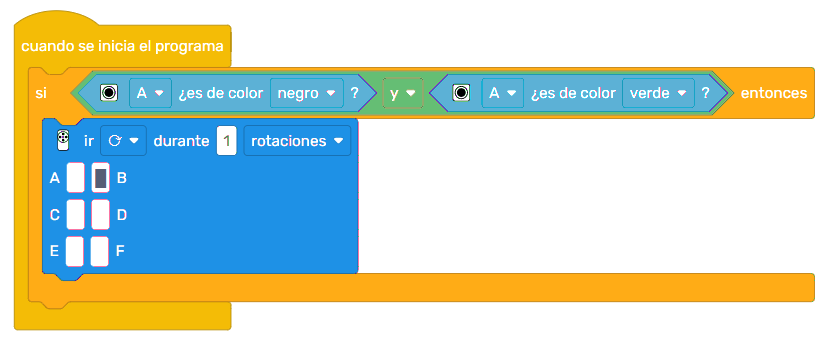 cuando se inicia el programa
si A ¿es de color negro ? y A ¿es de color verde ? entonces
ir durante 1 rotaciones
A B
C D
E F